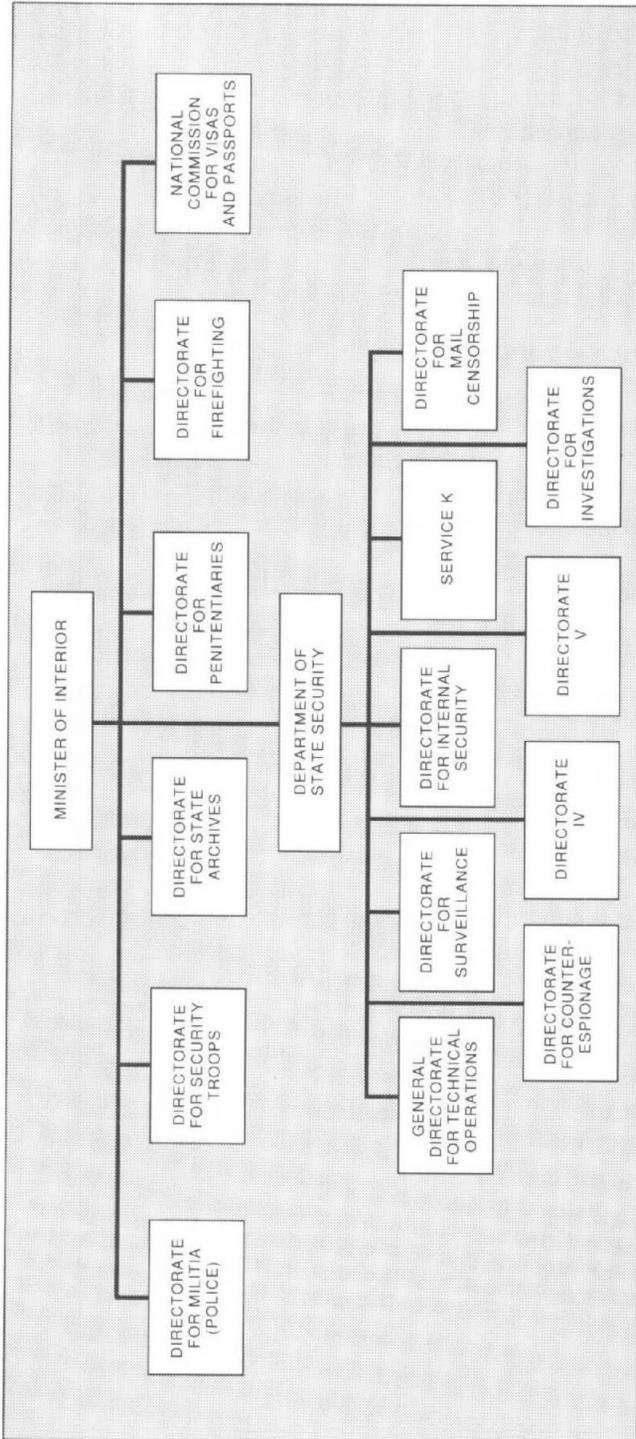 MINISTER OF INTERIOR
DIRECTORATE
FOR MILITIA
(POLICE)
DIRECTORATE
FOR SECURITY
TROOPS
DIRECTORATE
FOR STATE
ARCHIVES
DIRECTORATE
FOR
PENITENTIARIES
DIRECTORATE
FOR
FIREFIGHTING
NATIONAL
COMMISSION
FOR VISAS
AND PASSPORTS
DEPARTMENT OF
STATE SECURITY
GENERAL
DIRECTORATE
FOR TECHNICAL
OPERATIONS
DIRECTORATE
FOR
SURVEILLANCE
DIRECTORATE
FOR INTERNAL
SECURITY
SERVICE K
DIRECTORATE
FOR
MAIL
CENSORSHIP
DIRECTORATE
FOR COUNTER-
ESPIONAGE
DIRECTORATE
IV
DIRECTORATE
V
DIRECTORATE
FOR
INVESTIGATIONS